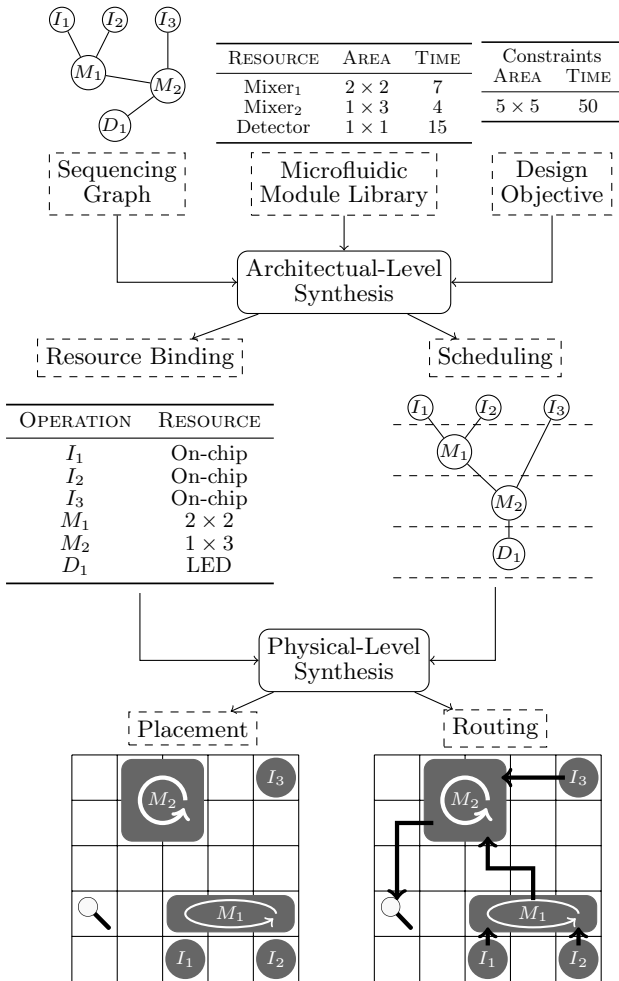 I1 I2 I3
M1
M2
D1
RESOURCE AREA TIME
Mixer1 2 × 2 7
Mixer2 1 × 3 4
Detector 1 × 1 15
Constraints
AREA TIME
5 × 5 50
Sequencing
Graph
Microfluidic
Module Library
Design
Objective
Architectual-Level
Synthesis
Resource Binding
Scheduling
OPERATION RESOURCE
I1 On-chip
I2 On-chip
I3 On-chip
M1 2 × 2
M2 1 × 3
D1 LED
I1 I2 I3
M1
M2
D1
Physical-Level
Synthesis
Placement
Routing
M2 I3
M1
I1 I2
M2 I3
M1
I1 I2